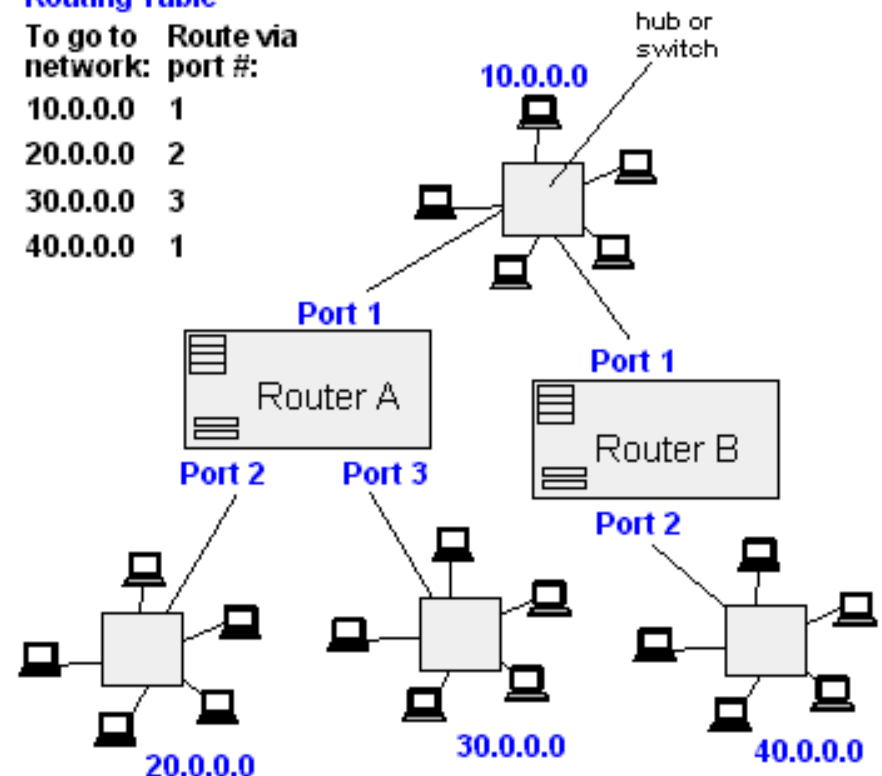 Routing Table
To go to Route via
network: port #:
10.0.0.0 1
20.0.0.0 2
30.0.0.0 3
40.0.0.0 1
hub or
switch
10.0.0.0
Port 1
Router A
Port 1
Router B
Port 2
Port 3
Port 2
20.0.0.0
30.0.0.0
40.0.0.0